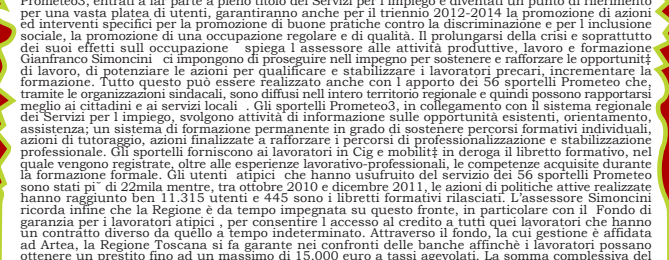 Prometeo3, entrati a far parte a pieno titolo dei Servizi per l impiego e diventati un punto di riferimento
per una vasta platea di utenti, garantiranno anche per il triennio 2012-2014 la promozione di azioni
ed interventi specifici per la promozione di buone pratiche contro la discriminazione e per l inclusione
sociale, la promozione di una occupazione regolare e di qualità. Il prolungarsi della crisi e soprattutto
dei suoi effetti sull occupazione   spiega l assessore alle attività produttive, lavoro e formazione
Gianfranco Simoncini   ci impongono di proseguire nell impegno per sostenere e rafforzare le opportunit‡
di lavoro, di potenziare le azioni per qualificare e stabilizzare i lavoratori precari, incrementare la
formazione. Tutto questo può essere realizzato anche con l apporto dei 56 sportelli Prometeo che,
tramite le organizzazioni sindacali, sono diffusi nell intero territorio regionale e quindi possono rapportarsi
meglio ai cittadini e ai servizi locali  . Gli sportelli Prometeo3, in collegamento con il sistema regionale
dei Servizi per l impiego, svolgono attività di informazione sulle opportunità esistenti, orientamento,
assistenza; un sistema di formazione permanente in grado di sostenere percorsi formativi individuali,
azioni di tutoraggio, azioni finalizzate a rafforzare i percorsi di professionalizzazione e stabilizzazione
professionale. Gli sportelli forniscono ai lavoratori in Cig e mobilit‡ in deroga il libretto formativo, nel
quale vengono registrate, oltre alle esperienze lavorativo-professionali, le competenze acquisite durante
la formazione formale. Gli utenti  atipici  che hanno usufruito del servizio dei 56 sportelli Prometeo
sono stati pi˘ di 22mila mentre, tra ottobre 2010 e dicembre 2011, le azioni di politiche attive realizzate
hanno raggiunto ben 11.315 utenti e 445 sono i libretti formativi rilasciati. L'assessore Simoncini
ricorda infine che la Regione è da tempo impegnata su questo fronte, in particolare con il  Fondo di
garanzia per i lavoratori atipici , per consentire l accesso al credito a tutti quei lavoratori che hanno
un contratto diverso da quello a tempo indeterminato. Attraverso il fondo, la cui gestione è affidata
ad Artea, la Regione Toscana si fa garante nei confronti delle banche affinchè i lavoratori possano
ottenere un prestito fino ad un massimo di 15.000 euro a tassi agevolati. La somma complessiva del